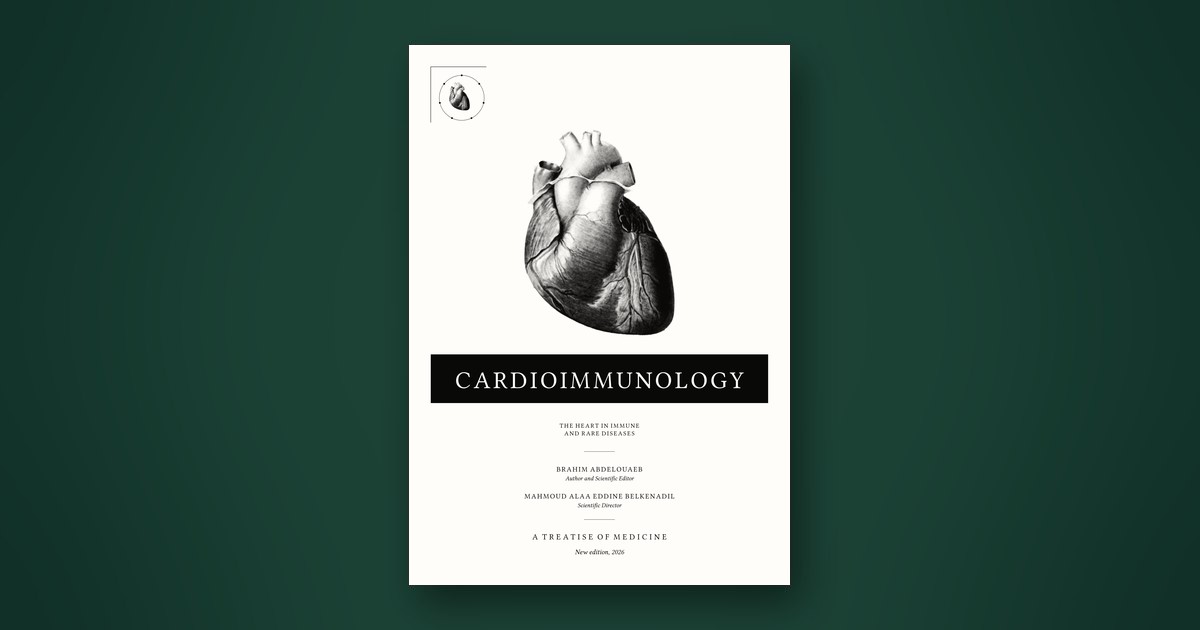 CARDIOIMMUNOLOGY
THE HEART IN IMMUNE
AND RARE DISEASES
BRAHIM ABDELOUAEB
Author and Scientific Editor
MAHMOUD ALAA EDDINE BELKENADIL
Scientific Director
A TREATISE OF MEDICINE
New edition, 2026